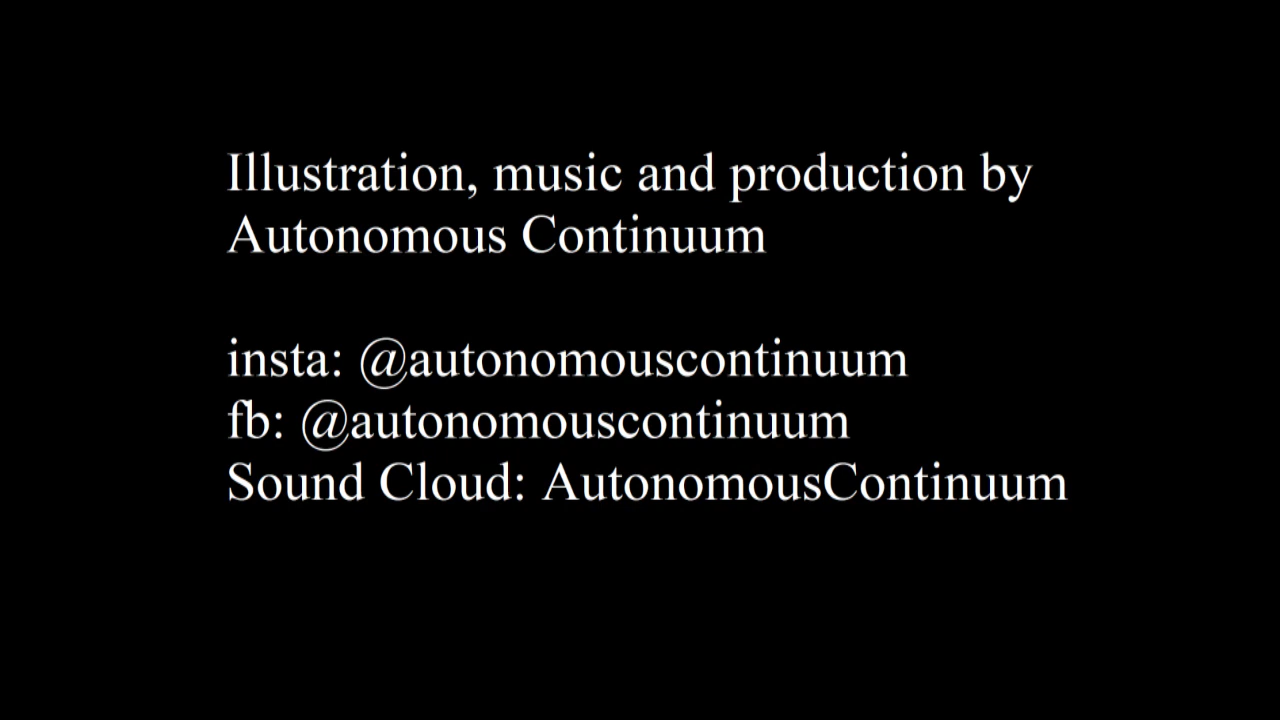 Illustration, music and production by
Autonomous Continuum
insta: @autonomouscontinuum
fb: @autonomouscontinuum
Sound Cloud: AutonomousContinuum